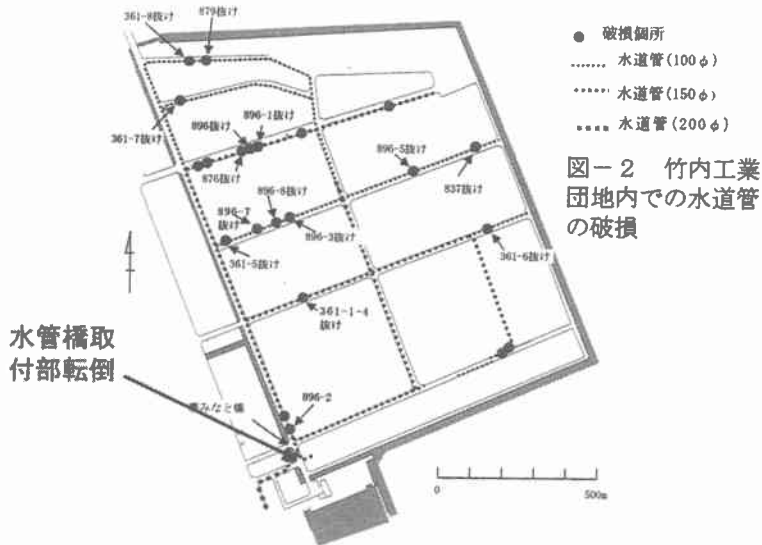 361-8抜け
879抜け
破損個所
水道管(100φ)
水道管(150φ)
水道管(200φ)
図－2 竹内工業
団地内での水道管
の破損
361-7抜け
896抜け
896-1抜け
876抜け
896-5抜け
837抜け
896-8抜け
896-7
抜け
896-3抜け
361-5抜け
361-6抜け
361-1-4
抜け
水管橋取
付部転倒
896-2
みなと橋
0
500m